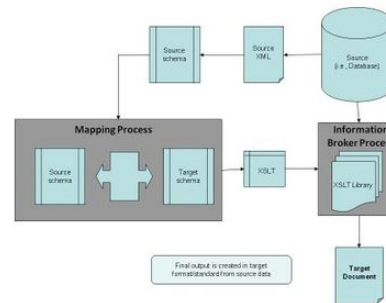 Source
schema
Source
XML
Source
(i.e., Database)
Mapping Process
Source
schema
Target
schema
XSLT
Information
Broker Process
XSLT Library
Final output is created in target
format/standard from source data
Target
Document